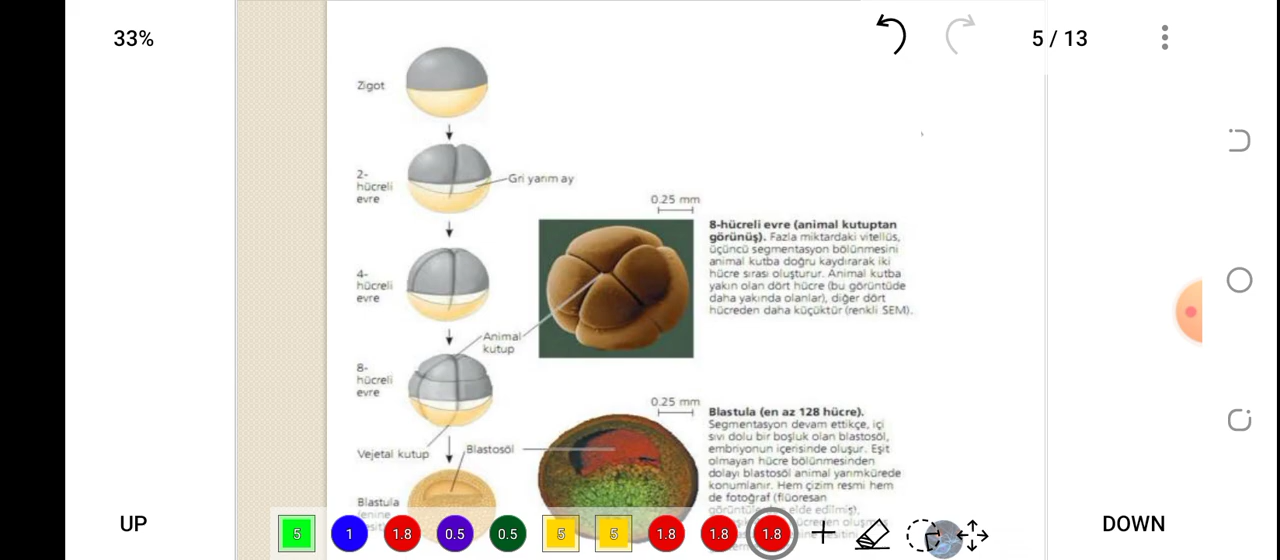 33%
5 / 13
Zigot
2-
hücreli
evre
Gri yarım ay
0.25 mm
8-hücreli evre (animal kutuptan
görünüş). Fazla miktardaki vitellüs,
üçüncü segmentasyon bölünmesini
animal kutba doğru kaydırarak iki
hücre sırası oluşturur. Animal kutba
yakın olan dört hücre (bu görüntüde
daha yakında olanlar), diğer dört
hücreden daha küçüktür (renkli SEM).
4-
hücreli
evre
Animal
kutup
8-
hücreli
evre
0.25 mm
Blastula (en az 128 hücre).
Segmentasyon devam ettikçe, içi
sıvı dolu bir boşluk olan blastosöl,
embriyonun içerisinde oluşur. Eşit
olmayan hücre bölünmesinden
dolayı blastosöl animal yarımkürede
konumlanır. Hem çizim resmi hem
de fotoğraf (flüoresan
elde edilmiş),
Vejetal kutup
Blastosöl
Blastula
UP
5
1
1.8
0.5
0.5
5
5
1.8
1.8
1.8
DOWN